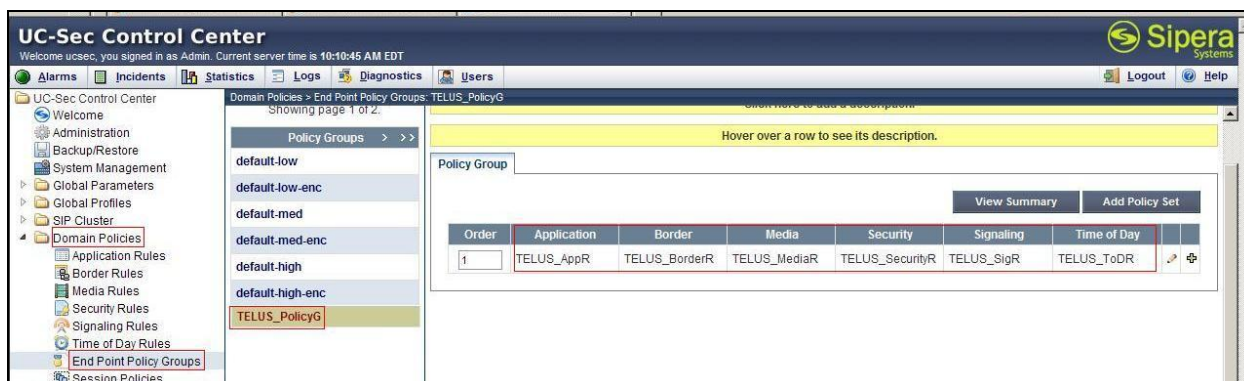 UC-Sec Control Center
Welcome ucsec, you signed in as Admin. Current server time is 10:10:45 AM EDT
Sipera
Systems
Alarms Incidents Statistics Logs Diagnostics Users Logout Help
UC-Sec Control Center
Welcome
Administration
Backup/Restore
System Management
Global Parameters
Global Profiles
SIP Cluster
Domain Policies
Application Rules
Border Rules
Media Rules
Security Rules
Signaling Rules
Time of Day Rules
End Point Policy Groups
Session Policies
Domain Policies > End Point Policy Groups: TELUS_PolicyG
Showing page 1 of 2.
Policy Groups > >>
default-low
default-low-enc
default-med
default-med-enc
default-high
default-high-enc
TELUS_PolicyG
Click here to add a description.
Hover over a row to see its description.
Policy Group
View Summary Add Policy Set
Order Application Border Media Security Signaling Time of Day
1 TELUS_AppR TELUS_BorderR TELUS_MediaR TELUS_SecurityR TELUS_SigR TELUS_ToDR